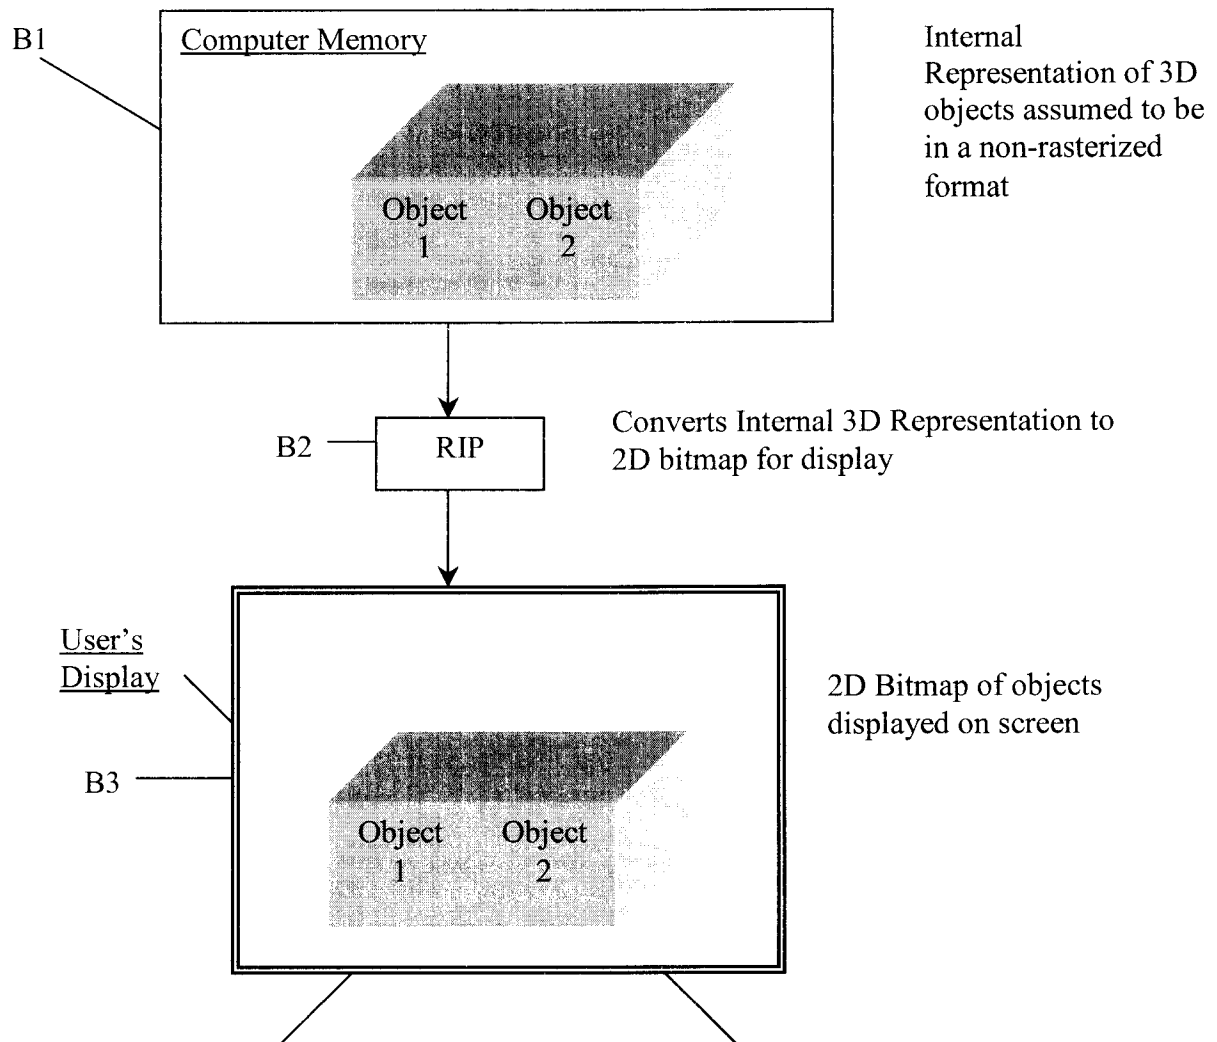 B1
Computer Memory
Internal
Representation of 3D
objects assumed to be
in a non-rasterized
format
Object
1
Object
2
B2
RIP
Converts Internal 3D Representation to
2D bitmap for display
User's
Display
2D Bitmap of objects
displayed on screen
B3
Object
1
Object
2